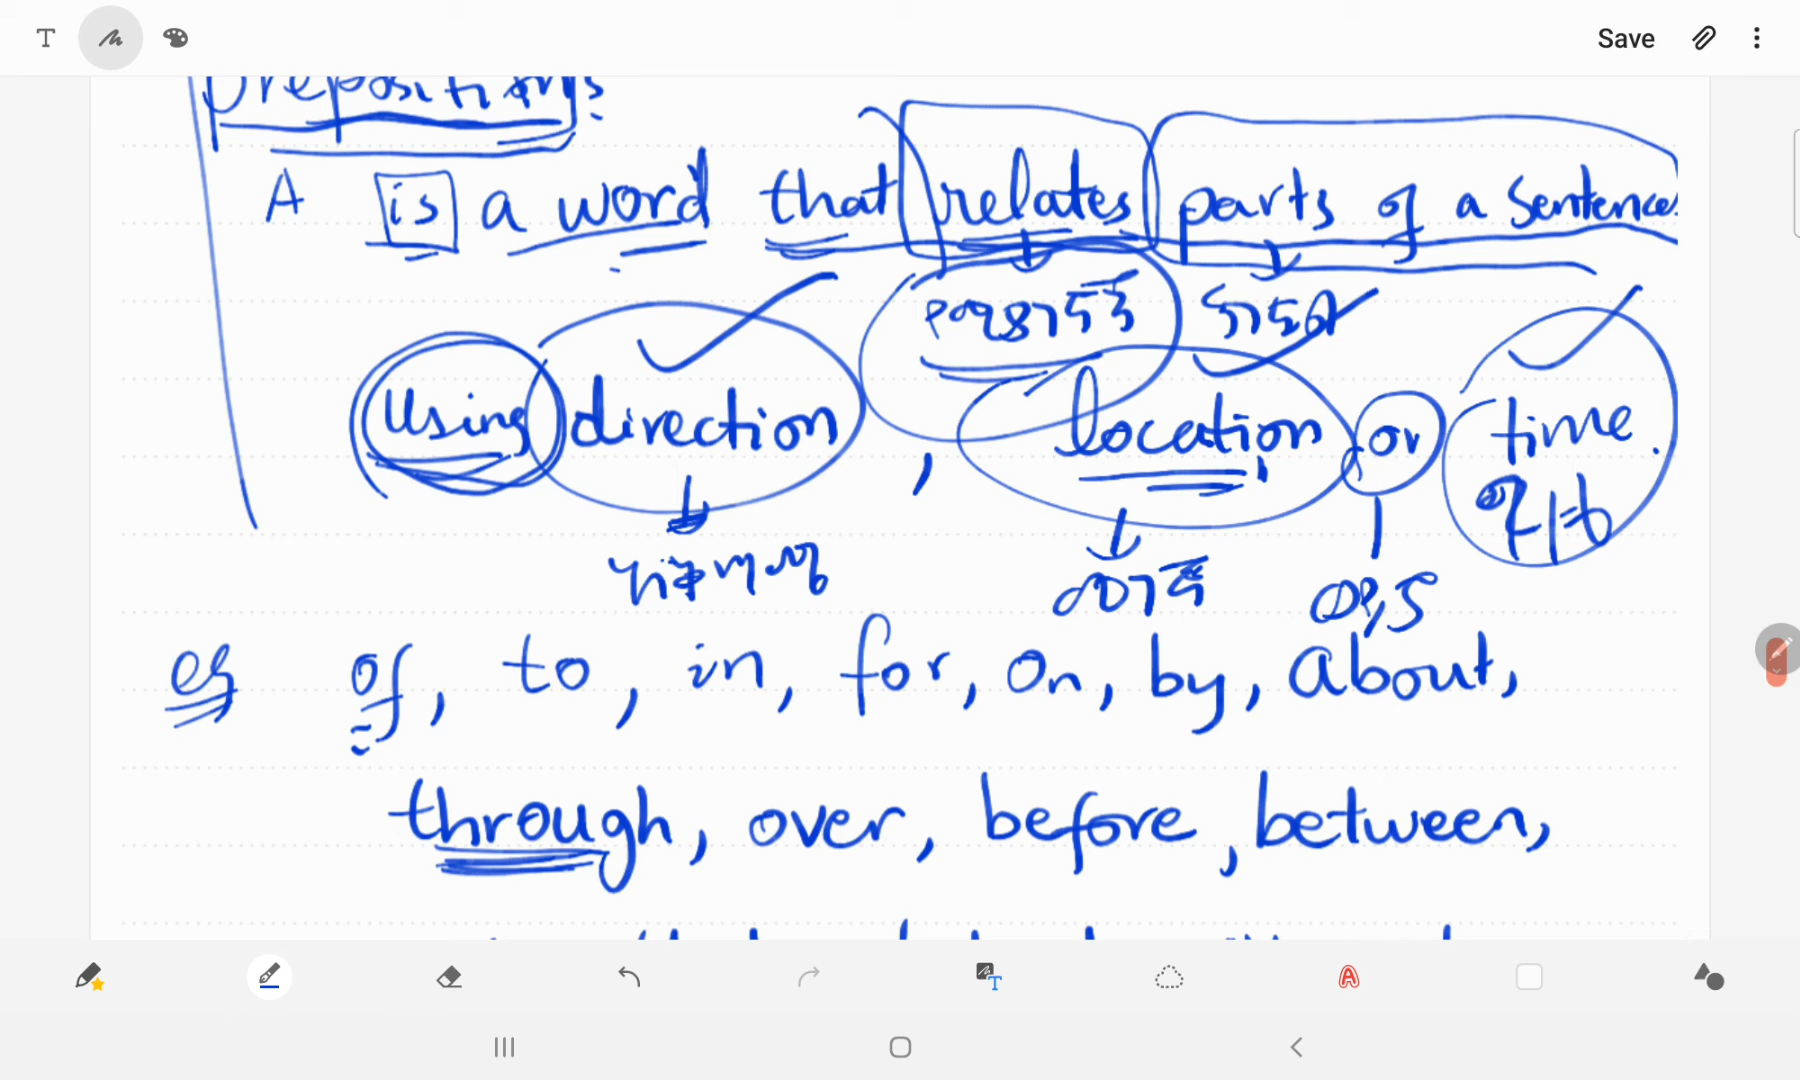 Save
Prepositions:
A is a word that relates parts of a sentence
using direction, location, or time.
eg of, to, in, for, on, by, about,
through, over, before, between,